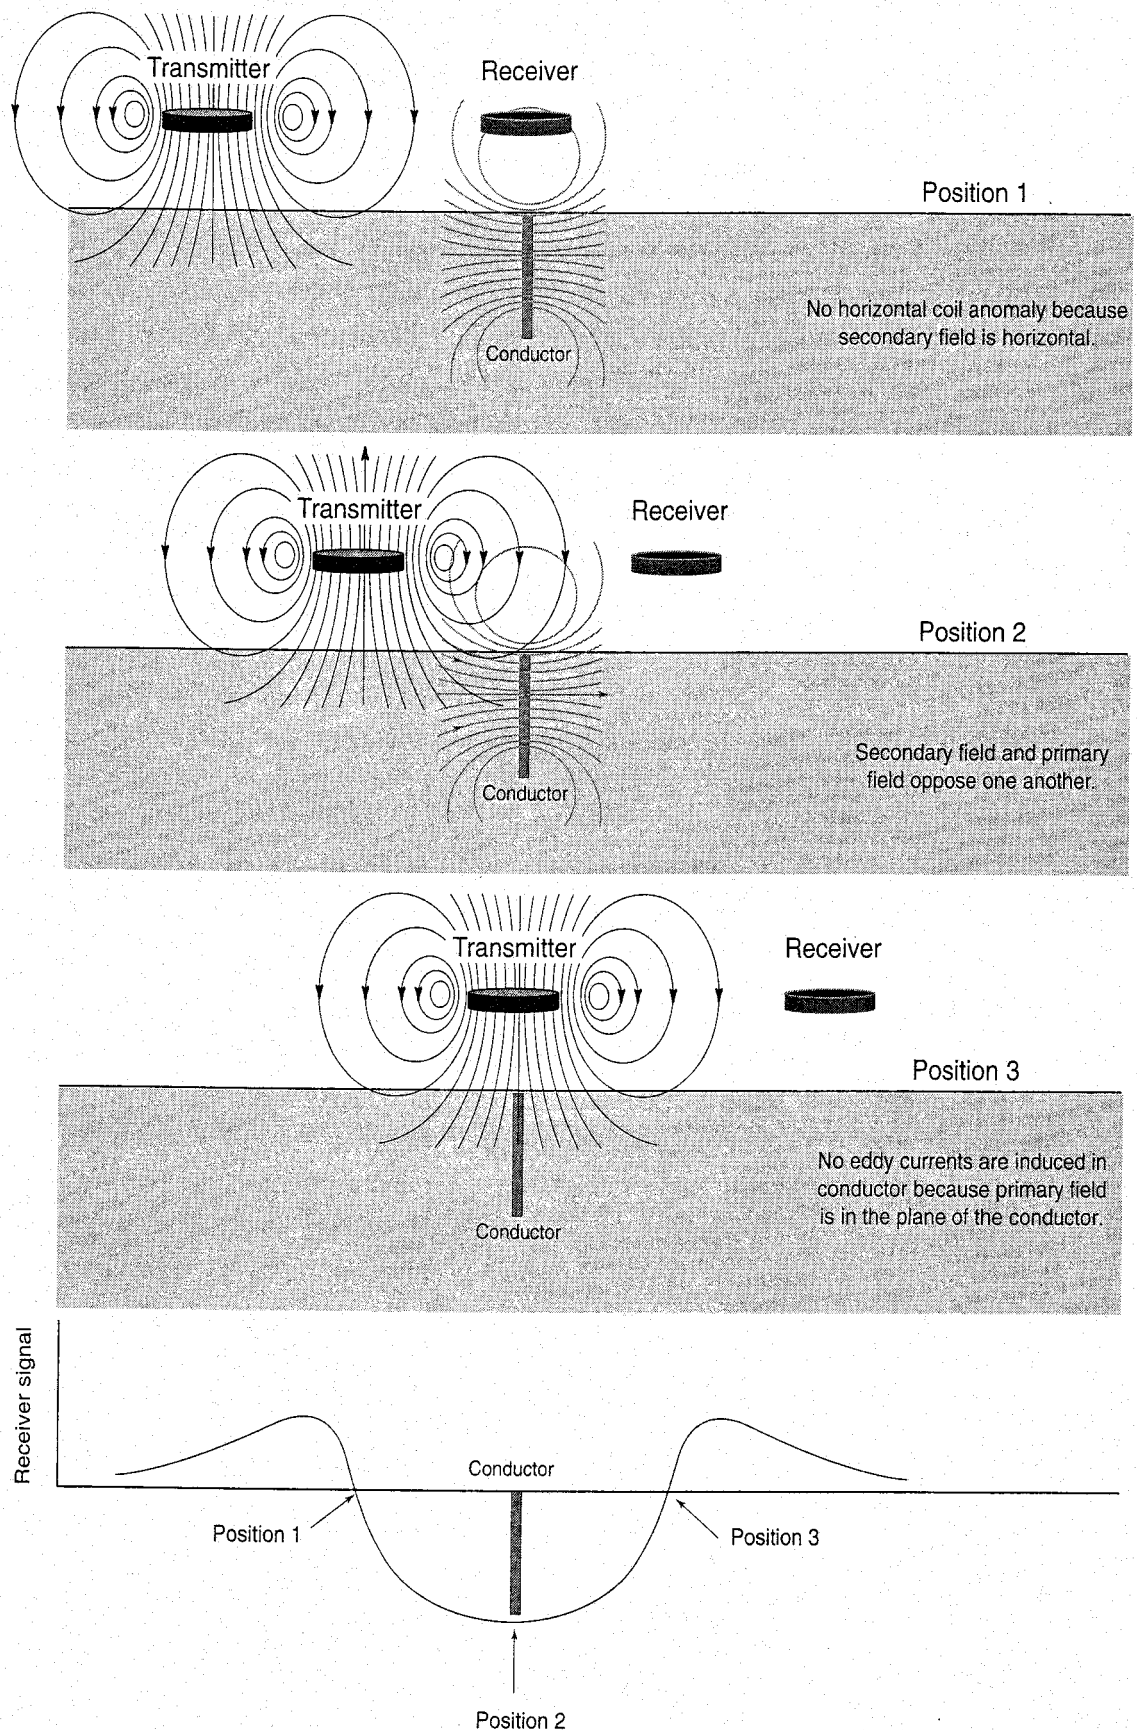 Transmitter
Receiver
Position 1
No horizontal coil anomaly because
secondary field is horizontal.
Conductor
Transmitter
Receiver
Position 2
Secondary field and primary
field oppose one another.
Conductor
Transmitter
Receiver
Position 3
No eddy currents are induced in
conductor because primary field
is in the plane of the conductor.
Conductor
Receiver signal
Conductor
Position 1
Position 3
Position 2